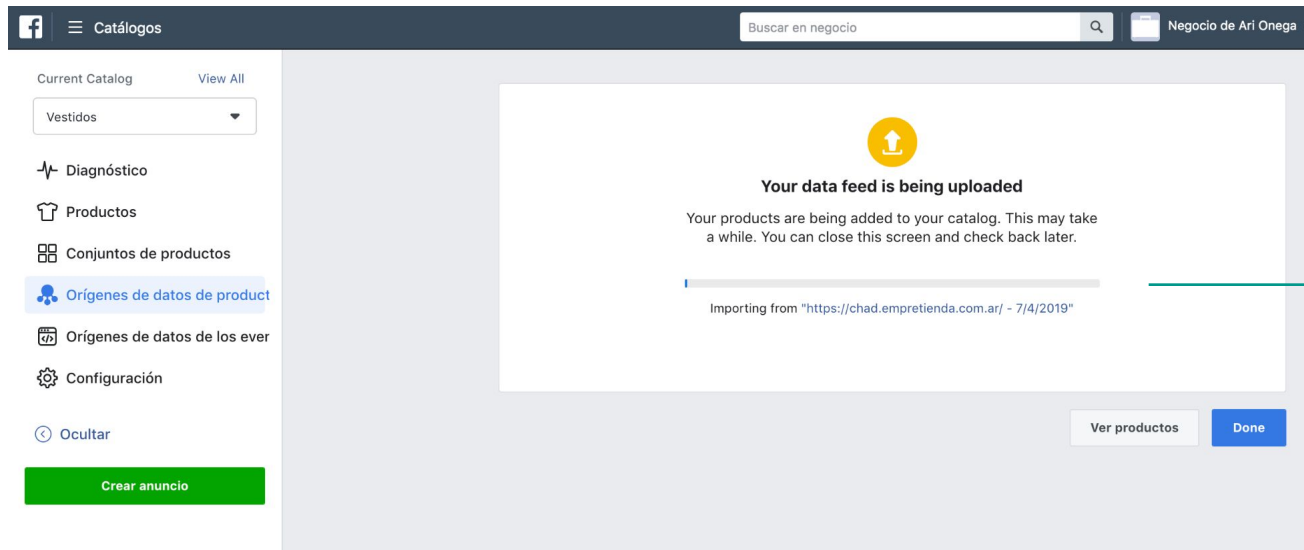 Catálogos
Buscar en negocio
Negocio de Ari Onega
Current Catalog View All
Vestidos
Diagnóstico
Productos
Conjuntos de productos
Orígenes de datos de product
Orígenes de datos de los ever
Configuración
Ocultar
Crear anuncio
Your data feed is being uploaded
Your products are being added to your catalog. This may take
a while. You can close this screen and check back later.
Importing from "https://chad.empretienda.com.ar/ - 7/4/2019"
Ver productos
Done